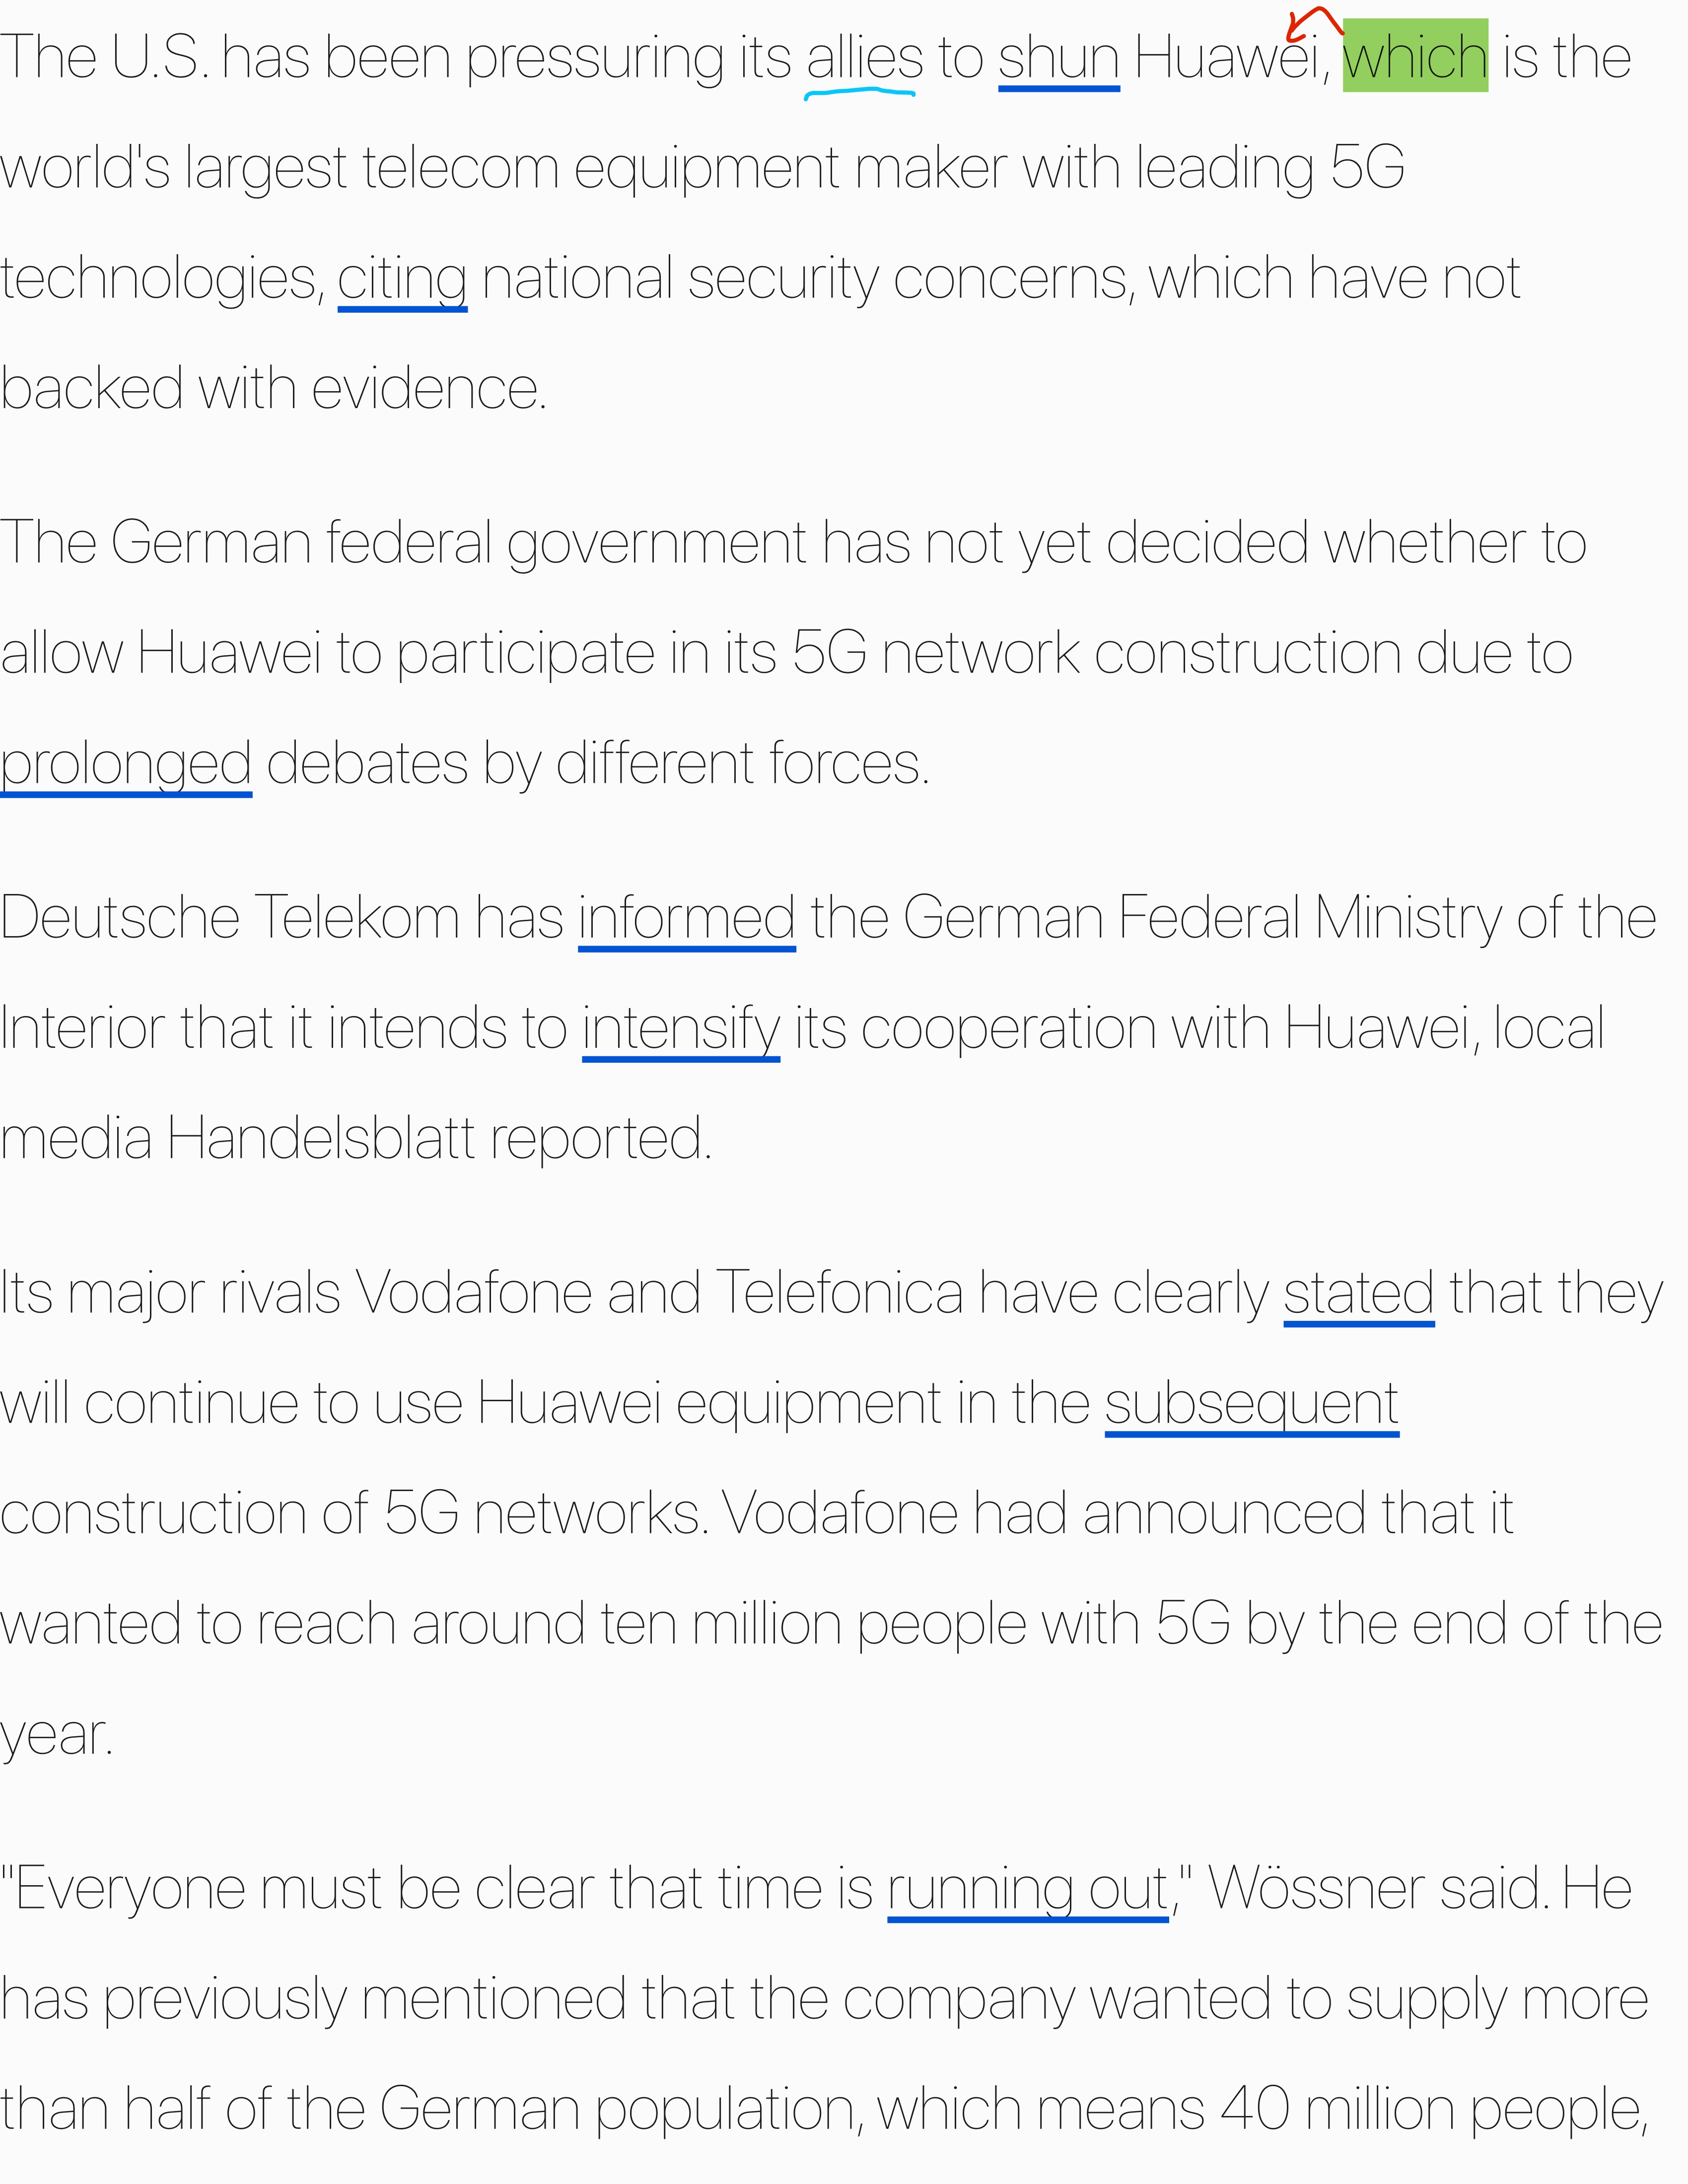 The U.S. has been pressuring its allies to shun Huawei, which is the
world's largest telecom equipment maker with leading 5G
technologies, citing national security concerns, which have not
backed with evidence.
The German federal government has not yet decided whether to
allow Huawei to participate in its 5G network construction due to
prolonged debates by different forces.
Deutsche Telekom has informed the German Federal Ministry of the
Interior that it intends to intensify its cooperation with Huawei, local
media Handelsblatt reported.
Its major rivals Vodafone and Telefonica have clearly stated that they
will continue to use Huawei equipment in the subsequent
construction of 5G networks. Vodafone had announced that it
wanted to reach around ten million people with 5G by the end of the
year.
"Everyone must be clear that time is running out," Wössner said. He
has previously mentioned that the company wanted to supply more
than half of the German population, which means 40 million people,